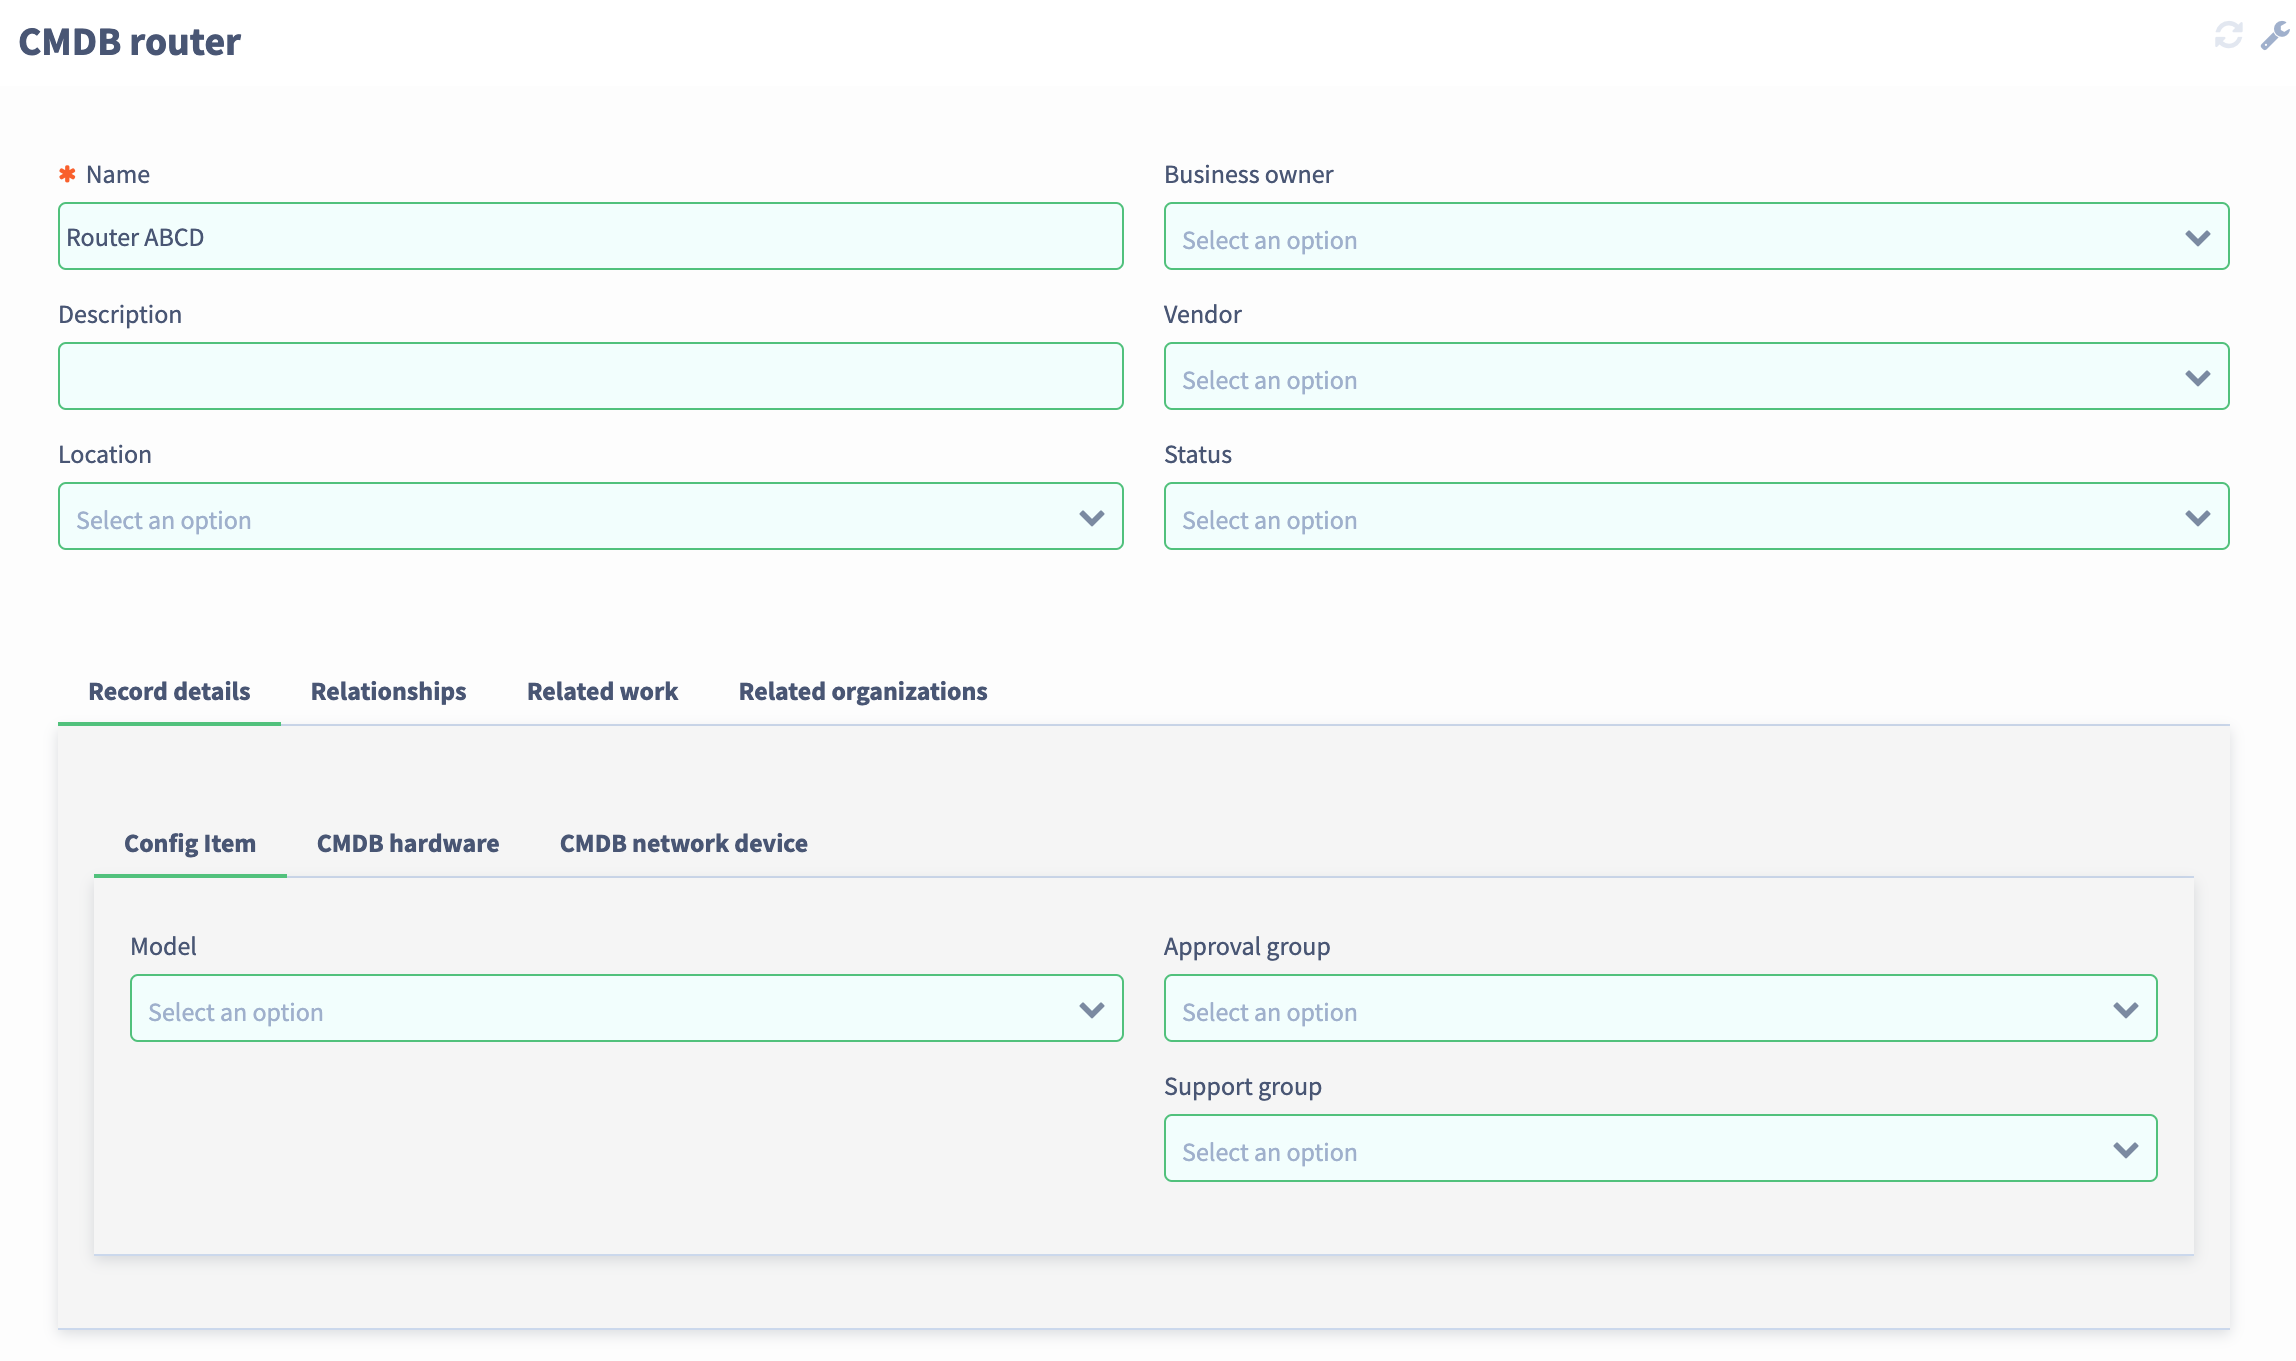 CMDB router
* Name
Router ABCD
Business owner
Select an option
Description
Vendor
Select an option
Location
Select an option
Status
Select an option
Record details Relationships Related work Related organizations
Config Item CMDB hardware CMDB network device
Model
Select an option
Approval group
Select an option
Support group
Select an option